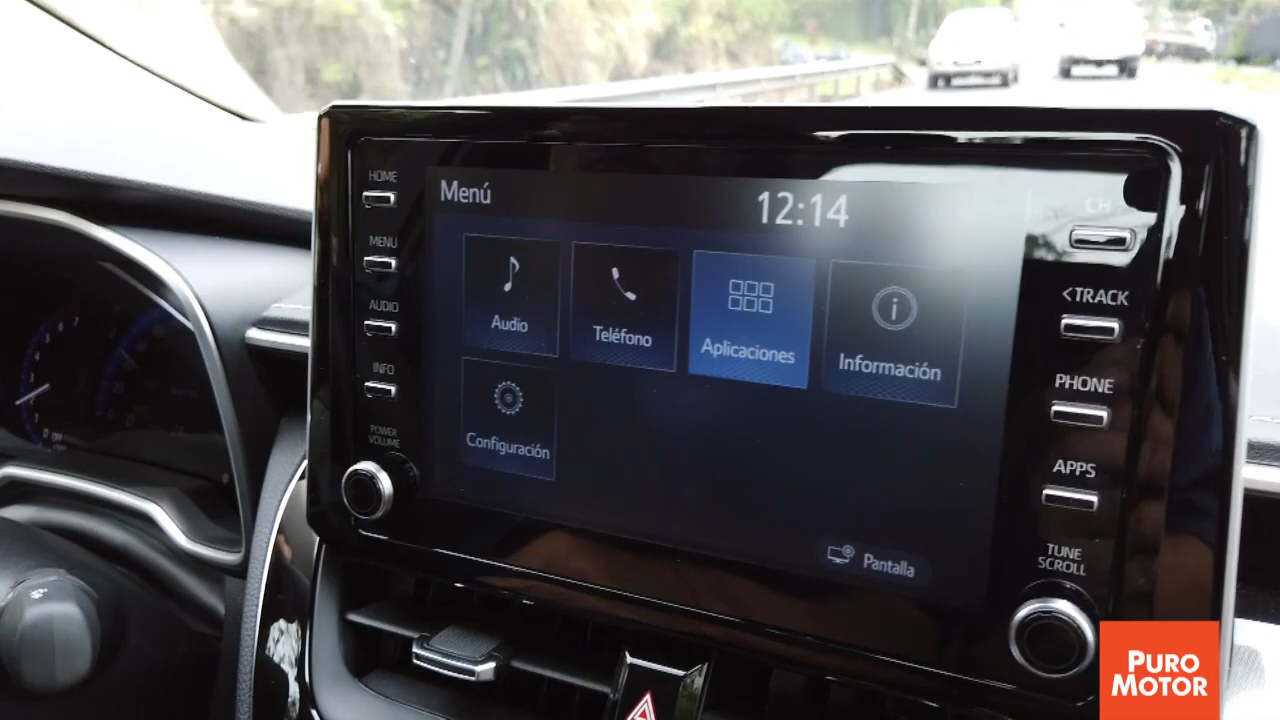 HOME
MENU
AUDIO
INFO
POWER
VOLUME
Menú
12:14
Audio
Teléfono
Aplicaciones
Información
Configuración
Pantalla
CH
<TRACK
PHONE
APPS
TUNE
SCROLL
PURO
MOTOR